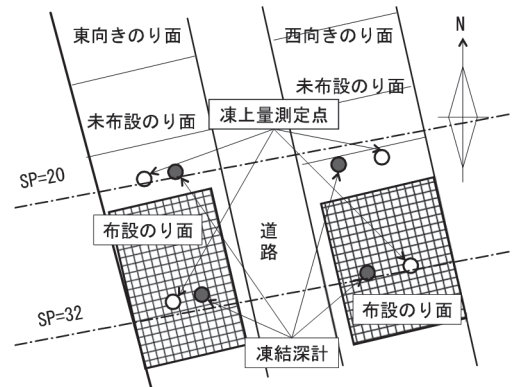 東向きのり面
西向きのり面
N
未布設のり面
未布設のり面
凍上量測定点
SP=20
布設のり面
道路
布設のり面
SP=32
凍結深計